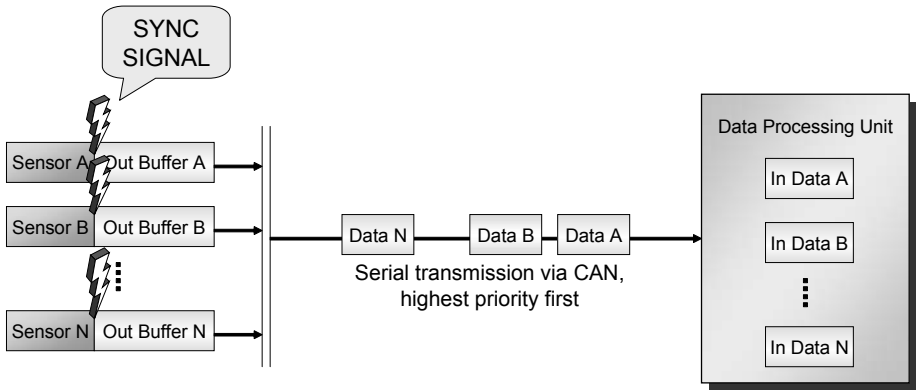 SYNC
SIGNAL
Data Processing Unit
Sensor A
Out Buffer A
In Data A
Sensor B
Out Buffer B
Data N
Data B
Data A
In Data B
Serial transmission via CAN,
highest priority first
Sensor N
Out Buffer N
In Data N